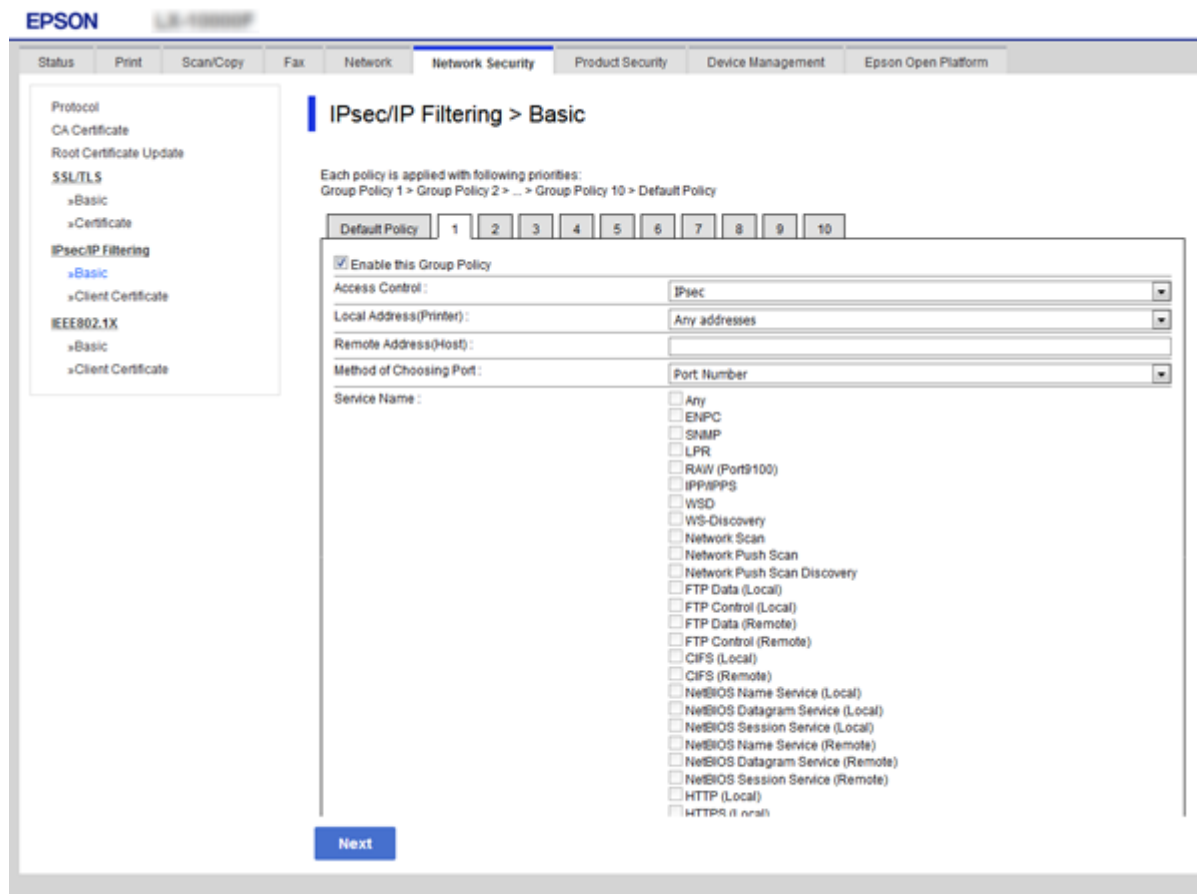 EPSON
Status Print Scan/Copy Fax Network Network Security Product Security Device Management Epson Open Platform
Protocol
CA Certificate
Root Certificate Update
SSL/TLS
»Basic
»Certificate
IPsec/IP Filtering
»Basic
»Client Certificate
IEEE802.1X
»Basic
»Client Certificate
IPsec/IP Filtering > Basic
Each policy is applied with following priorities:
Group Policy 1 > Group Policy 2 > ... > Group Policy 10 > Default Policy
Default Policy 1 2 3 4 5 6 7 8 9 10
Enable this Group Policy
Access Control : IPsec
Local Address(Printer) : Any addresses
Remote Address(Host) :
Method of Choosing Port : Port Number
Service Name : Any
ENPC
SNMP
LPR
RAW (Port9100)
IPP/IPPS
WSD
WS-Discovery
Network Scan
Network Push Scan
Network Push Scan Discovery
FTP Data (Local)
FTP Control (Local)
FTP Data (Remote)
FTP Control (Remote)
CIFS (Local)
CIFS (Remote)
NetBIOS Name Service (Local)
NetBIOS Datagram Service (Local)
NetBIOS Session Service (Local)
NetBIOS Name Service (Remote)
NetBIOS Datagram Service (Remote)
NetBIOS Session Service (Remote)
HTTP (Local)
HTTPS (Local)
Next